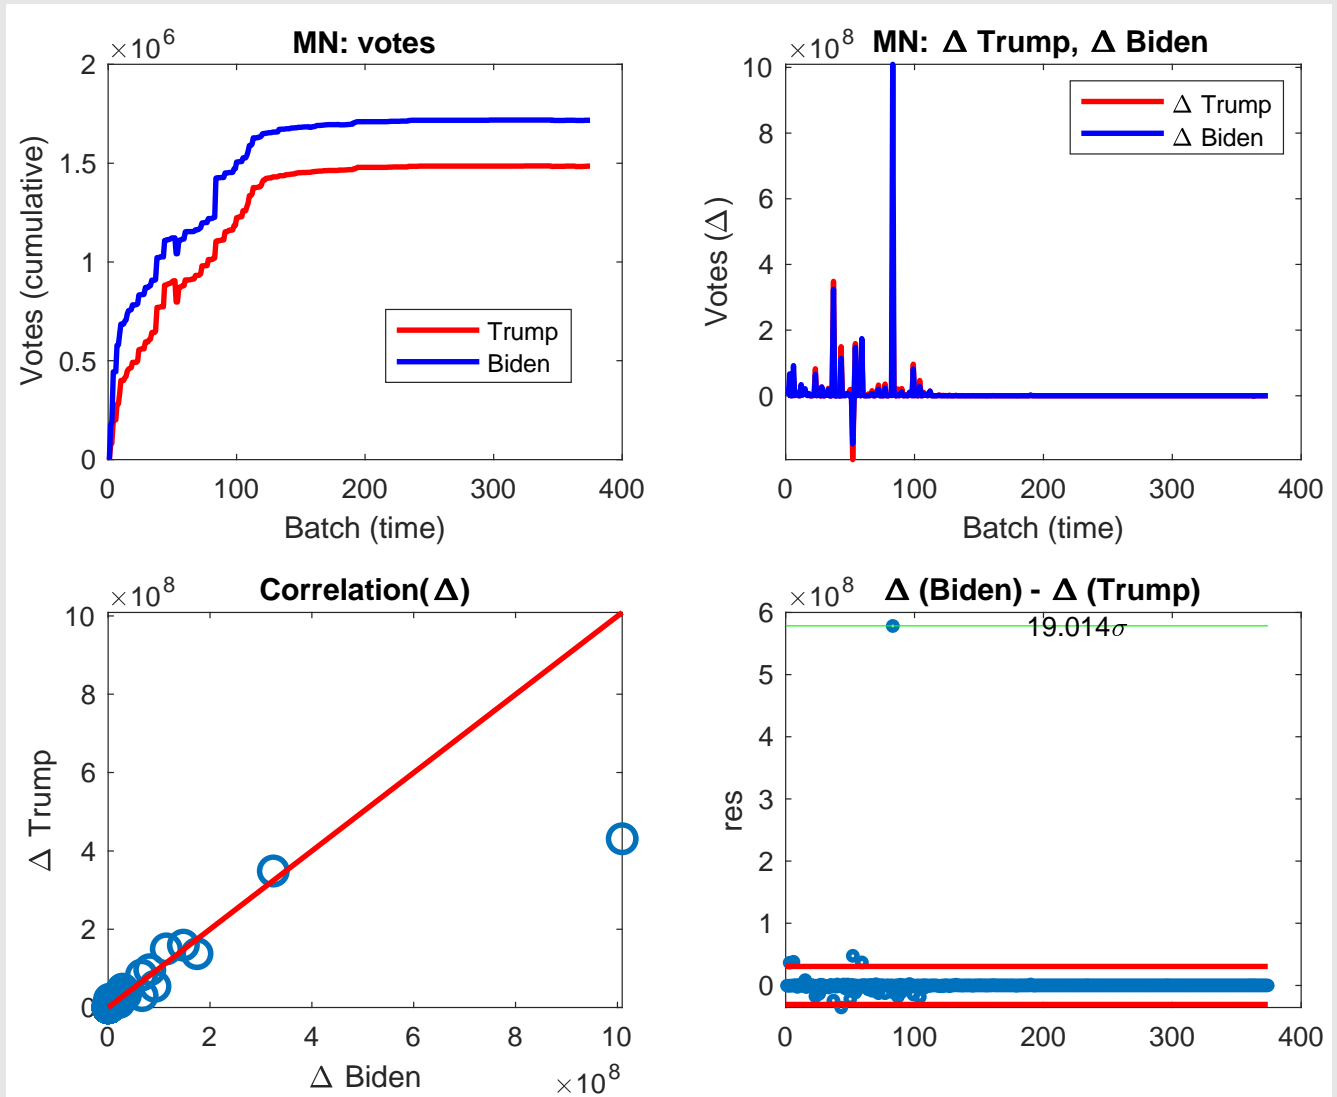 MN: votes
×10^6
2
1.5
1
0.5
0
Votes (cumulative)
Trump
Biden
0 100 200 300 400
Batch (time)
MN: Δ Trump, Δ Biden
×10^8
10
8
6
4
2
0
Votes (Δ)
Δ Trump
Δ Biden
0 100 200 300 400
Batch (time)
Correlation(Δ)
×10^8
10
8
6
4
2
0
Δ Trump
0 2 4 6 8 10
Δ Biden
×10^8
Δ (Biden) - Δ (Trump)
×10^8
6
5
4
3
2
1
0
res
19.014σ
0 100 200 300 400